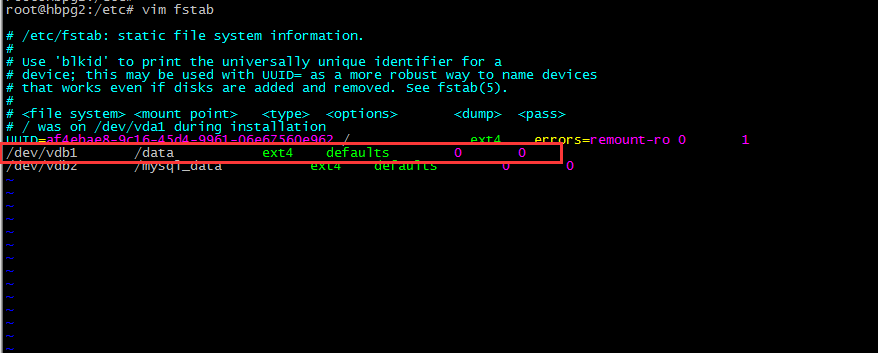 root@hbpg2:/etc# vim fstab
# /etc/fstab: static file system information.
#
# Use 'blkid' to print the universally unique identifier for a
# device; this may be used with UUID= as a more robust way to name devices
# that works even if disks are added and removed. See fstab(5).
#
# <file system> <mount point>   <type>  <options>       <dump>  <pass>
# / was on /dev/vda1 during installation
UUID=af4ebae8-9c16-45d4-9961-06e67560e962 /               ext4    errors=remount-ro 0       1
/dev/vdb1       /data           ext4    defaults        0       0
/dev/vdb2       /mysql_data           ext4    defaults        0       0
~
~
~
~
~
~
~
~
~
~
~
~
~
~